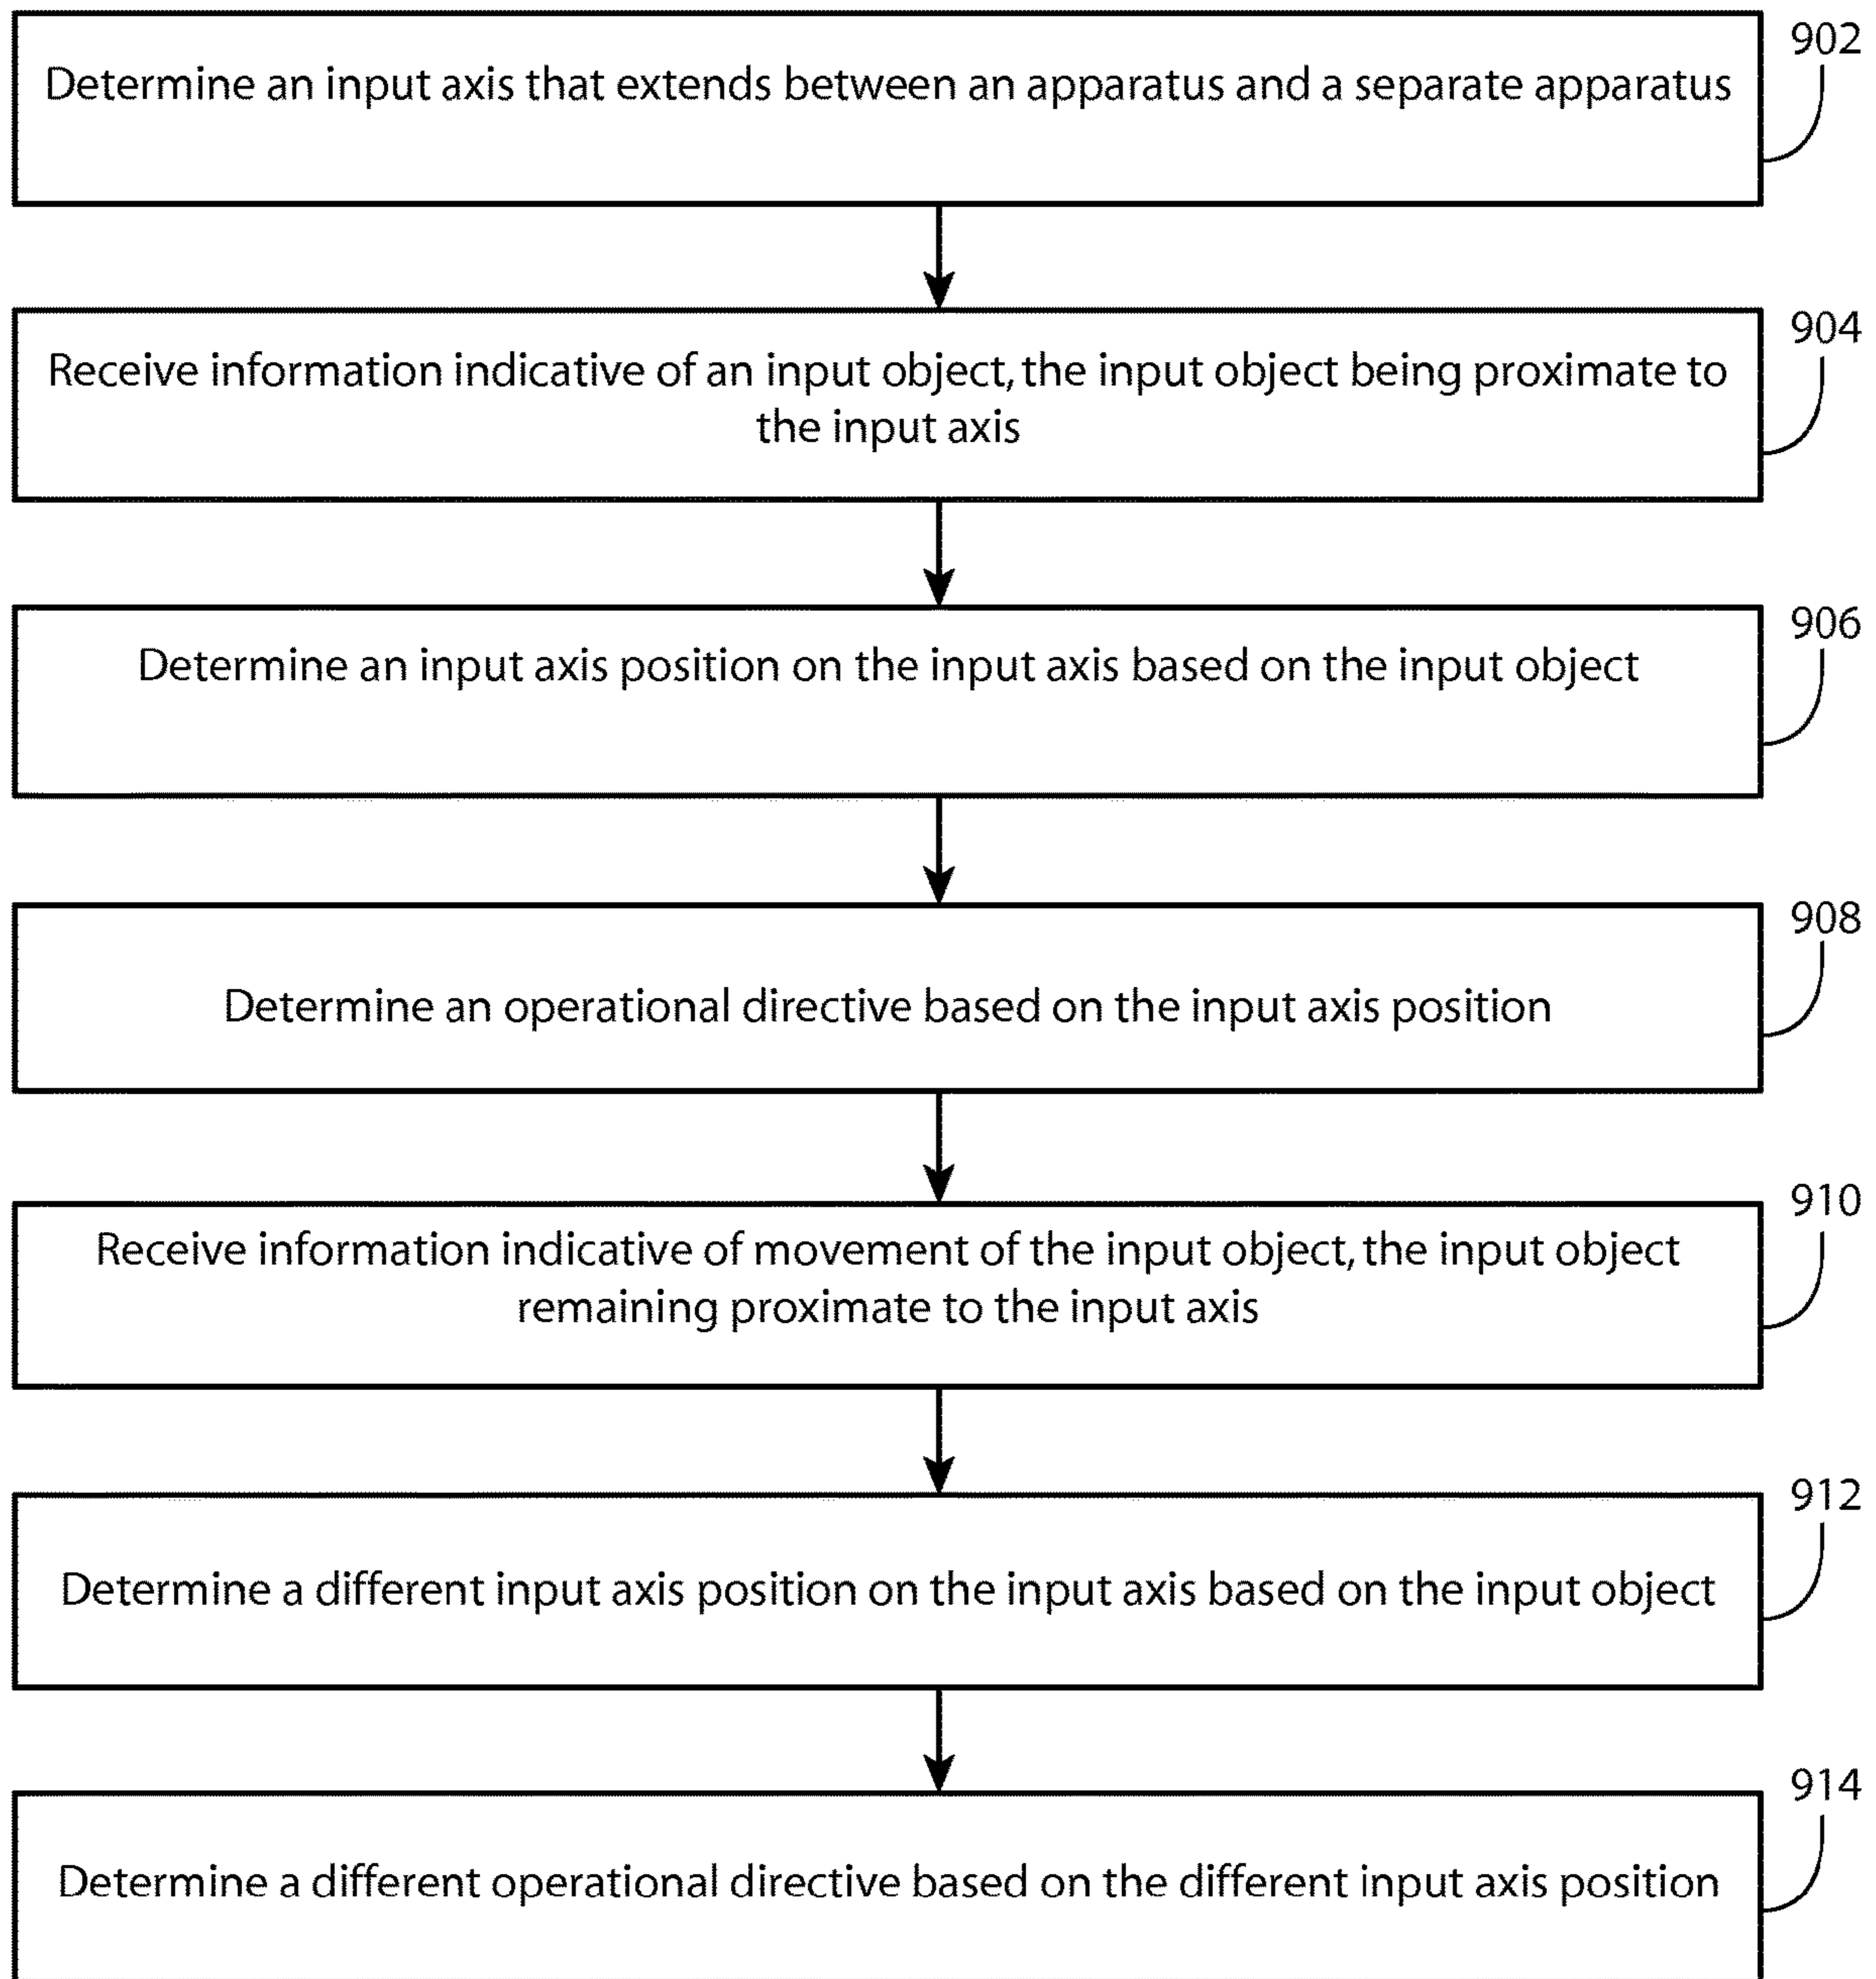 902
Determine an input axis that extends between an apparatus and a separate apparatus
904
Receive information indicative of an input object, the input object being proximate to
the input axis
906
Determine an input axis position on the input axis based on the input object
908
Determine an operational directive based on the input axis position
910
Receive information indicative of movement of the input object, the input object
remaining proximate to the input axis
912
Determine a different input axis position on the input axis based on the input object
914
Determine a different operational directive based on the different input axis position